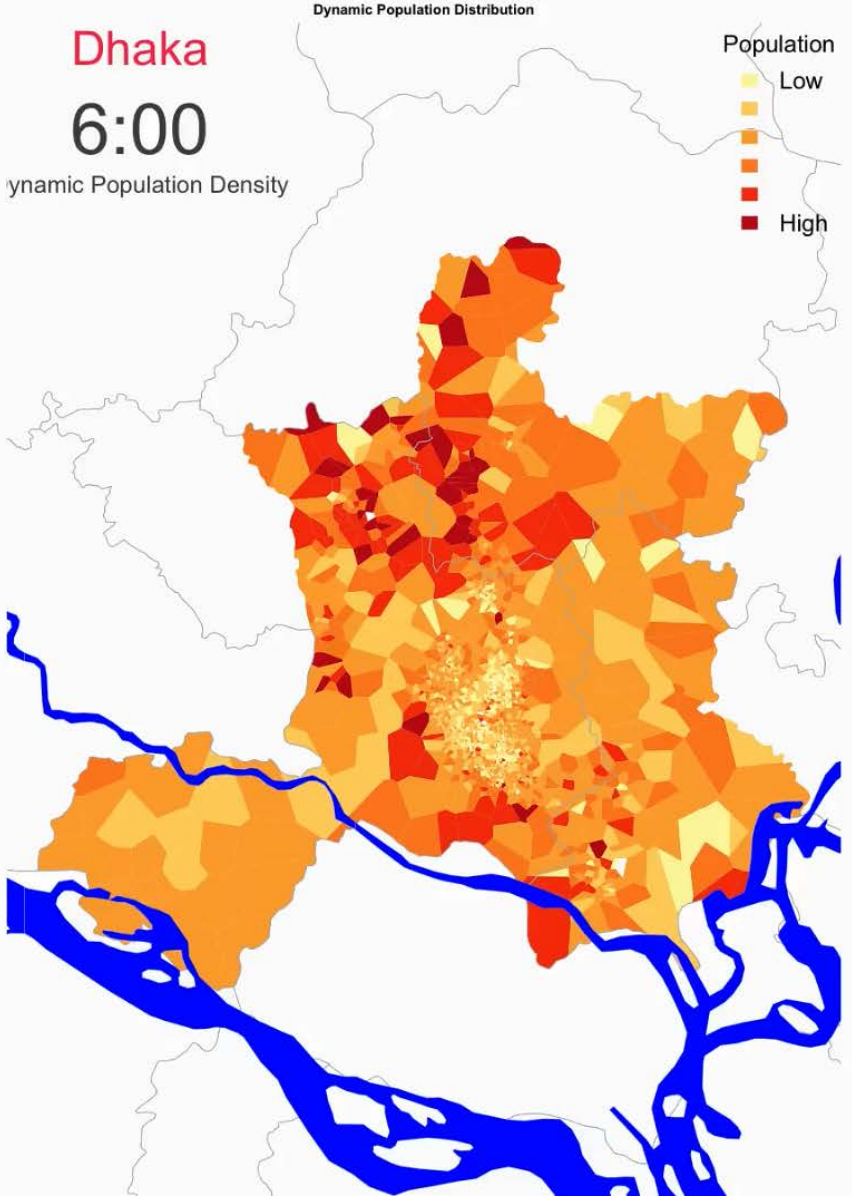 Dynamic Population Distribution
Dhaka
6:00
ynamic Population Density
Population
Low
High